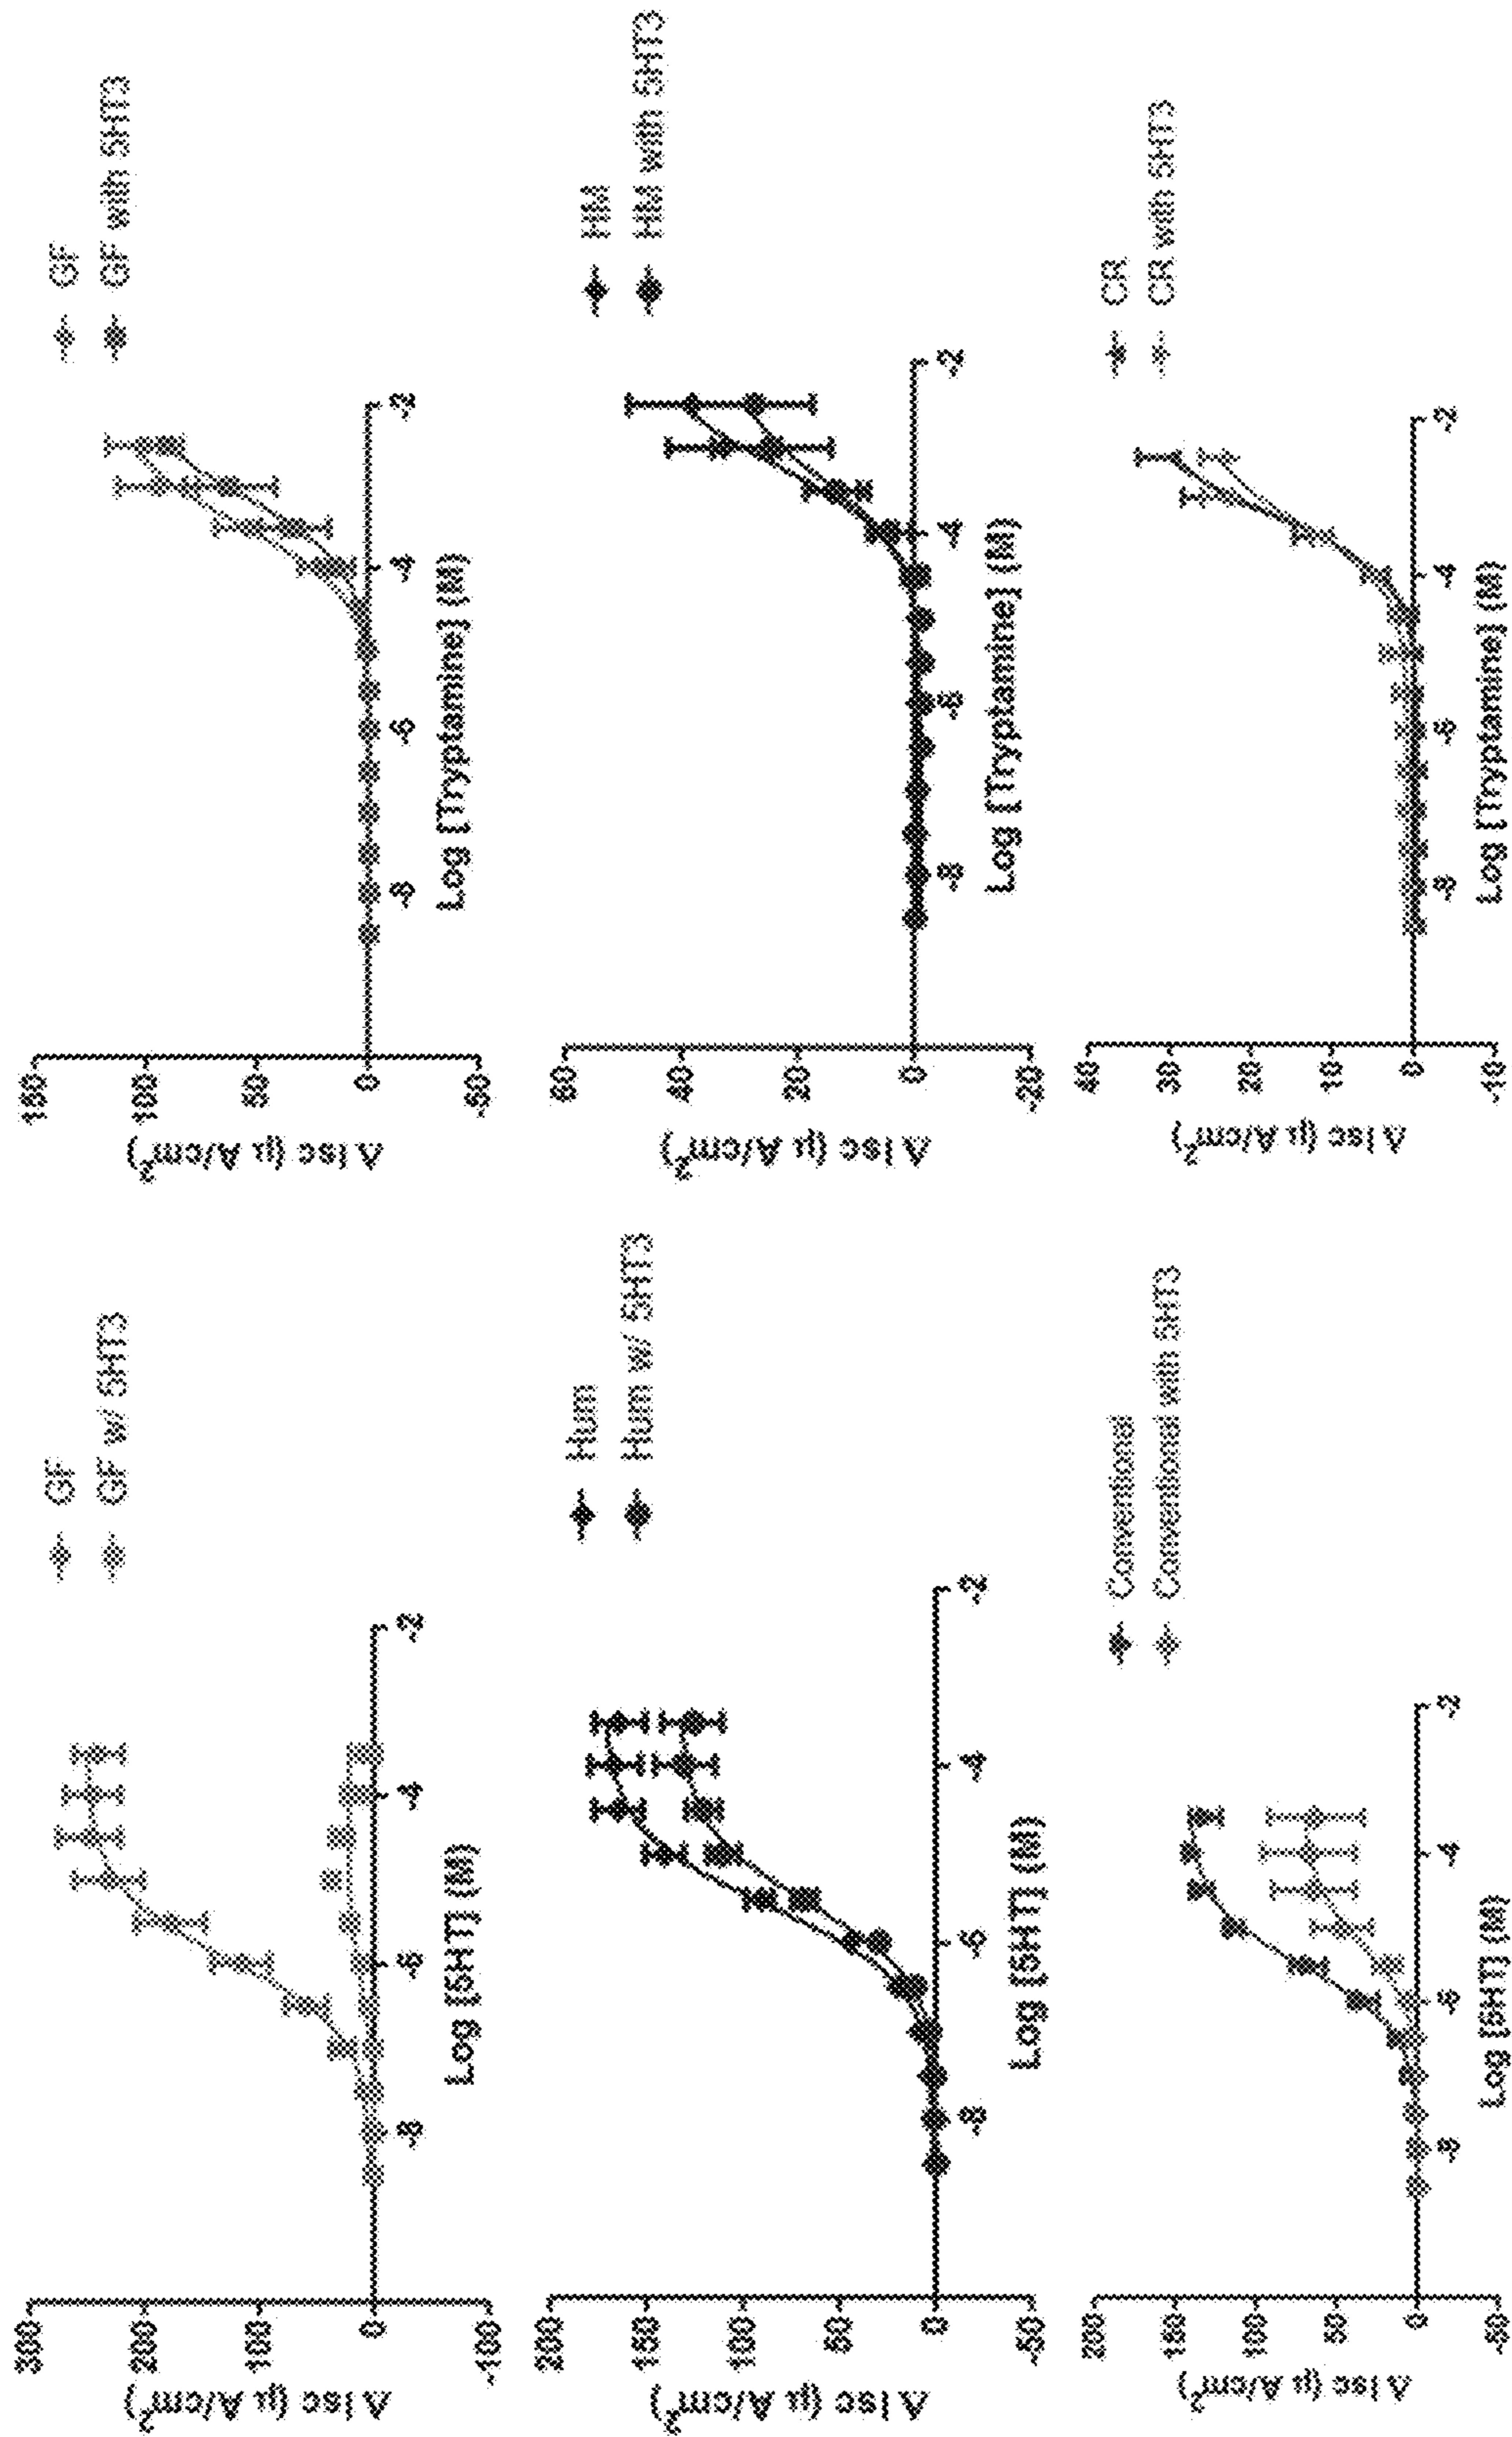 GF
GF w/ 5HT3
Δ Isc (μ A/cm²)
300
200
100
0
-100
-8
-6
-4
-2
Log [5HT] (M)
GF
GF with 5HT3
Δ Isc (μ A/cm²)
150
100
50
0
-50
-8
-6
-4
-2
Log [Tryptamine] (M)
Hum
Hum w/ 5HT3
Δ Isc (μ A/cm²)
200
150
100
50
0
-50
-8
-6
-4
-2
Log [5HT] (M)
HM
HM with 5HT3
Δ Isc (μ A/cm²)
60
40
20
0
-20
-8
-6
-4
-2
Log [Tryptamine] (M)
Conventional
Conventional with 5HT3
Δ Isc (μ A/cm²)
200
150
100
50
0
-50
-8
-6
-4
-2
Log [5HT] (M)
CR
CR with 5HT3
Δ Isc (μ A/cm²)
40
30
20
10
0
-10
-8
-6
-4
-2
Log [Tryptamine] (M)